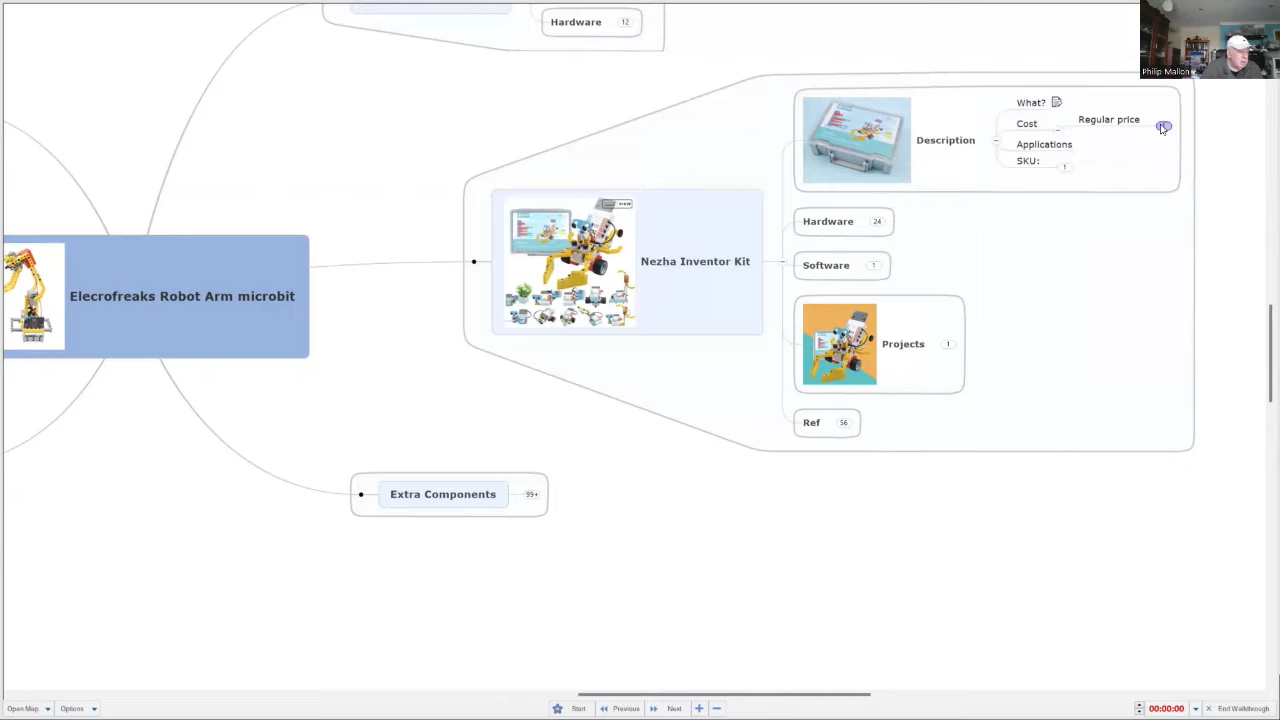 Hardware 12
Philip Mallon
What?
Cost
Regular price
Description
Applications
SKU: 1
Hardware 24
Nezha Inventor Kit
Software 1
Elecrofreaks Robot Arm microbit
Projects 1
Ref 56
Extra Components 99+
Open Map
Options
Start
Previous
Next
00:00:00
End Walkthrough